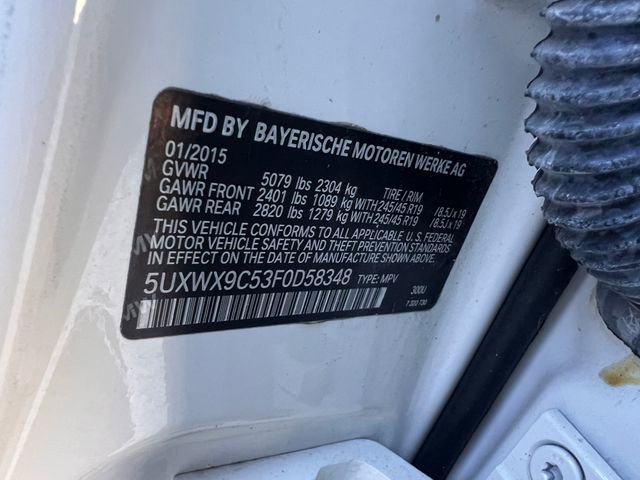 MFD BY BAYERISCHE MOTOREN WERKE AG
01/2015
GVWR 5079 lbs 2304 kg TIRE / RIM
GAWR FRONT 2401 lbs 1089 kg WITH 245/45 R19 /8.5J x 19
GAWR REAR 2820 lbs 1279 kg WITH 245/45 R19 /8.5J x 19
THIS VEHICLE CONFORMS TO ALL APPLICABLE U.S. FEDERAL
MOTOR VEHICLE SAFETY AND THEFT PREVENTION STANDARDS
IN EFFECT ON THE DATE OF MANUFACTURE SHOWN ABOVE.
5UXWX9C53F0D58348 TYPE: MPV 300U